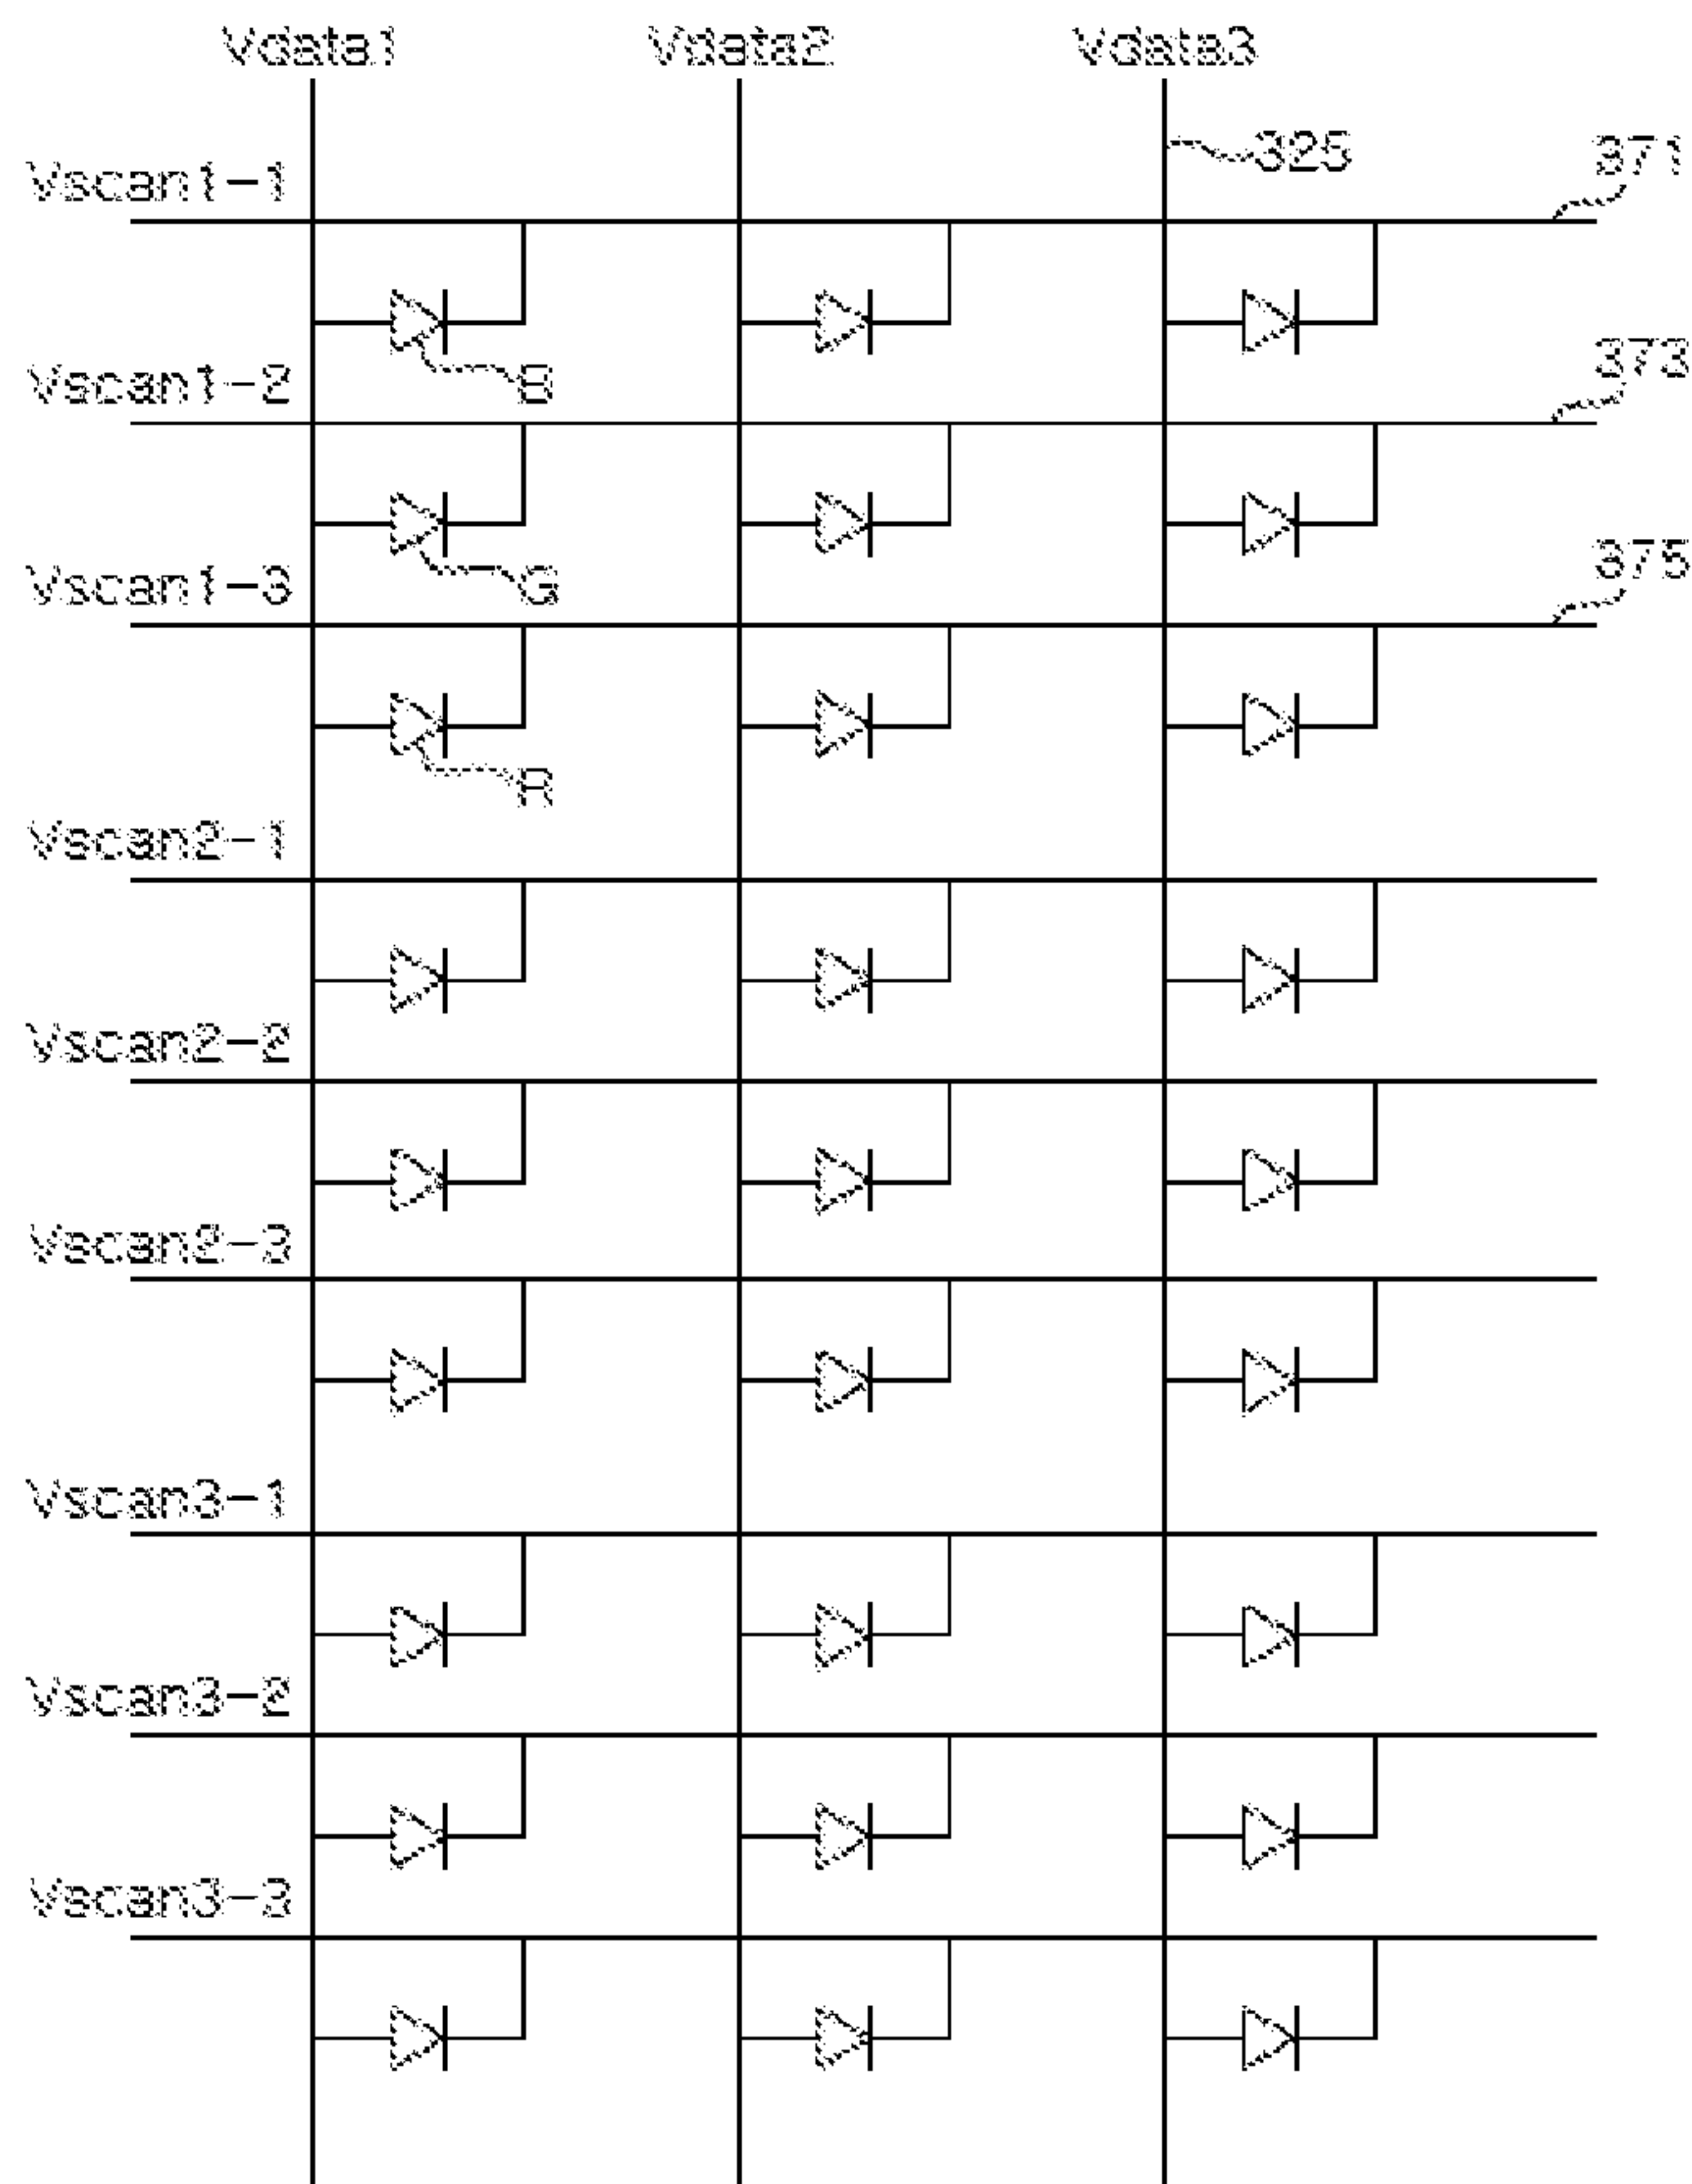 Vdata1 Vdata2 Vdata3
325 371
Vscan1-1
373
Vscan1-2 B
375
Vscan1-3 G
R
Vscan2-1
Vscan2-2
Vscan2-3
Vscan3-1
Vscan3-2
Vscan3-3